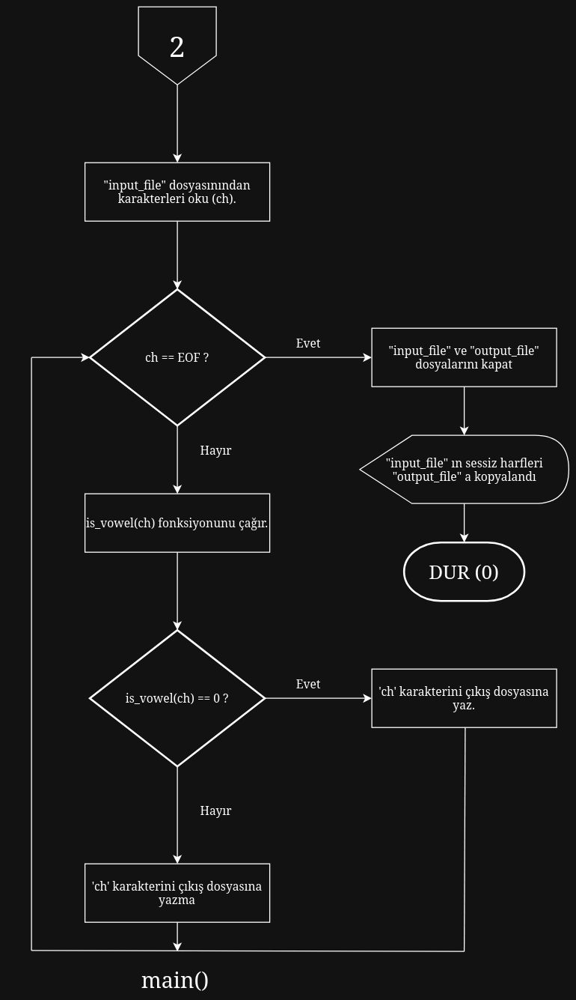 2
"input_file" dosyasınından
karakterleri oku (ch).
ch == EOF ?
Evet
"input_file" ve "output_file"
dosyalarını kapat
Hayır
"input_file" ın sessiz harfleri
"output_file" a kopyalandı
is_vowel(ch) fonksiyonunu çağır.
DUR (0)
is_vowel(ch) == 0 ?
Evet
'ch' karakterini çıkış dosyasına
yaz.
Hayır
'ch' karakterini çıkış dosyasına
yazma
main()